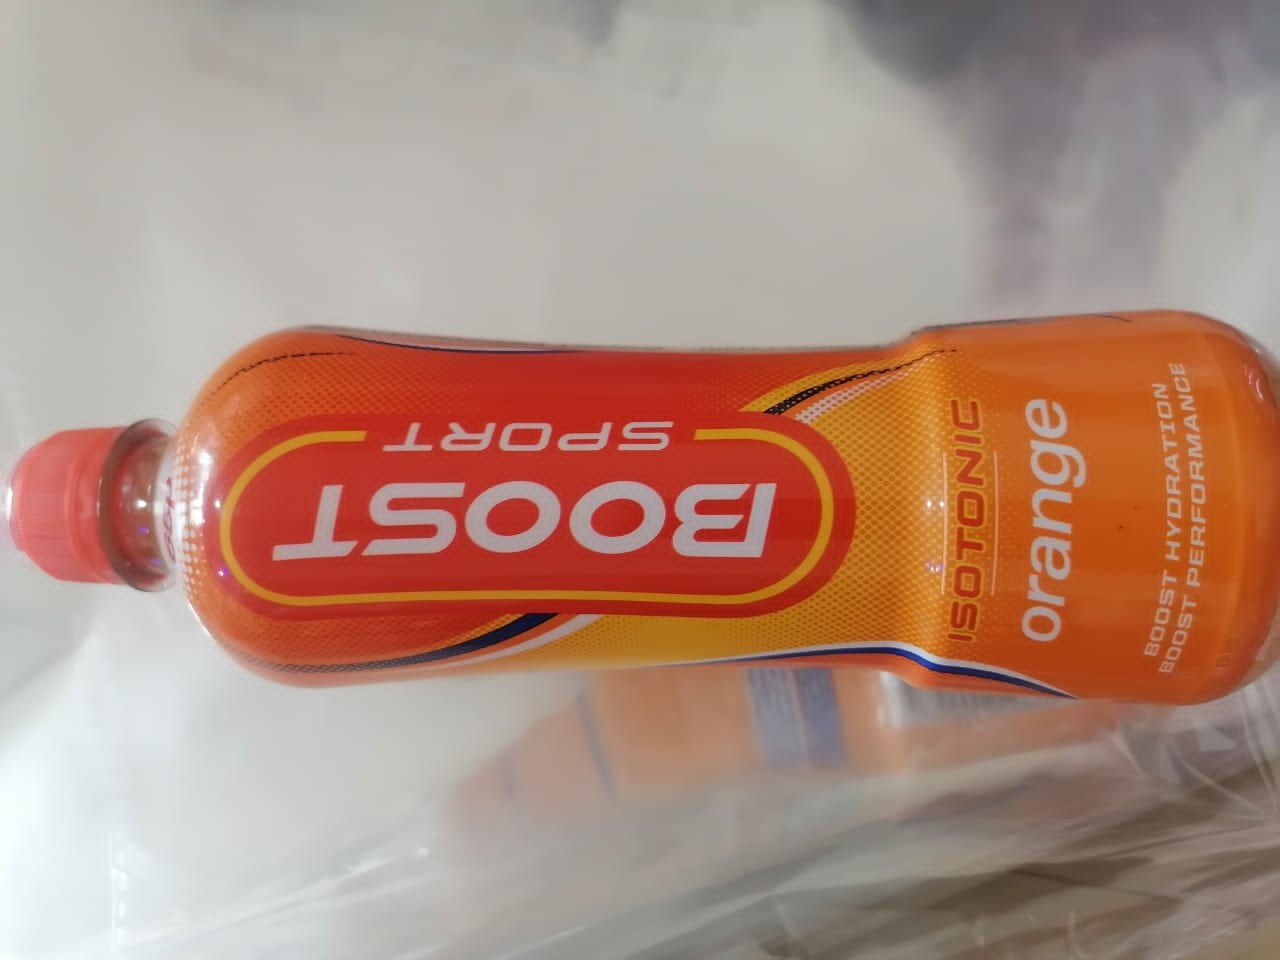 BOOST
SPORT
ISOTONIC
orange
BOOST HYDRATION
BOOST PERFORMANCE